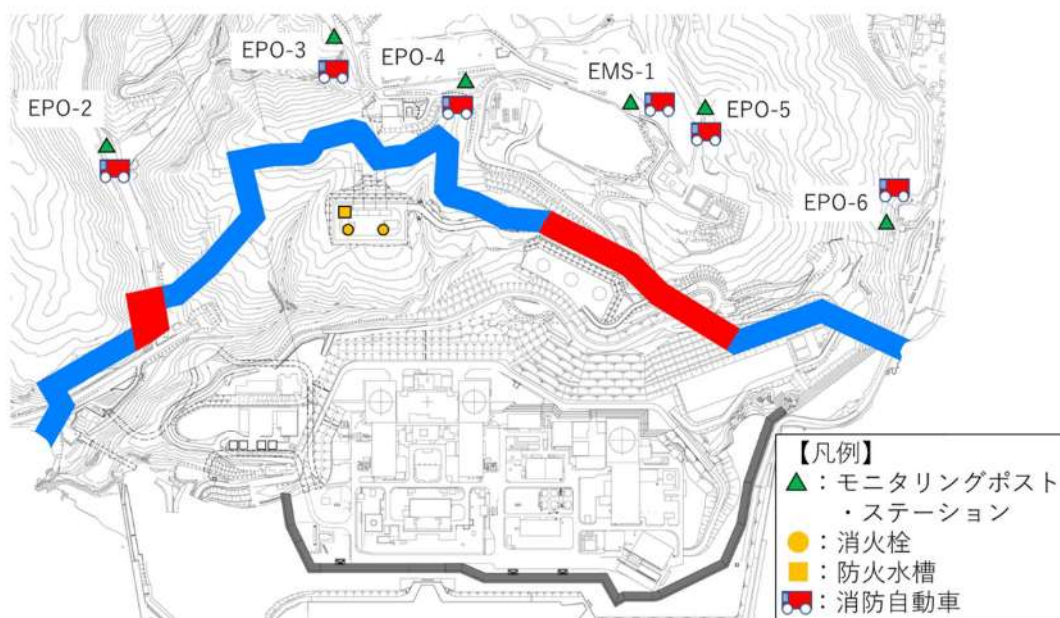 EPO-3
EPO-4
EMS-1
EPO-2
EPO-5
EPO-6
【凡例】
：モニタリングポスト
・ステーション
：消火栓
：防火水槽
：消防自動車